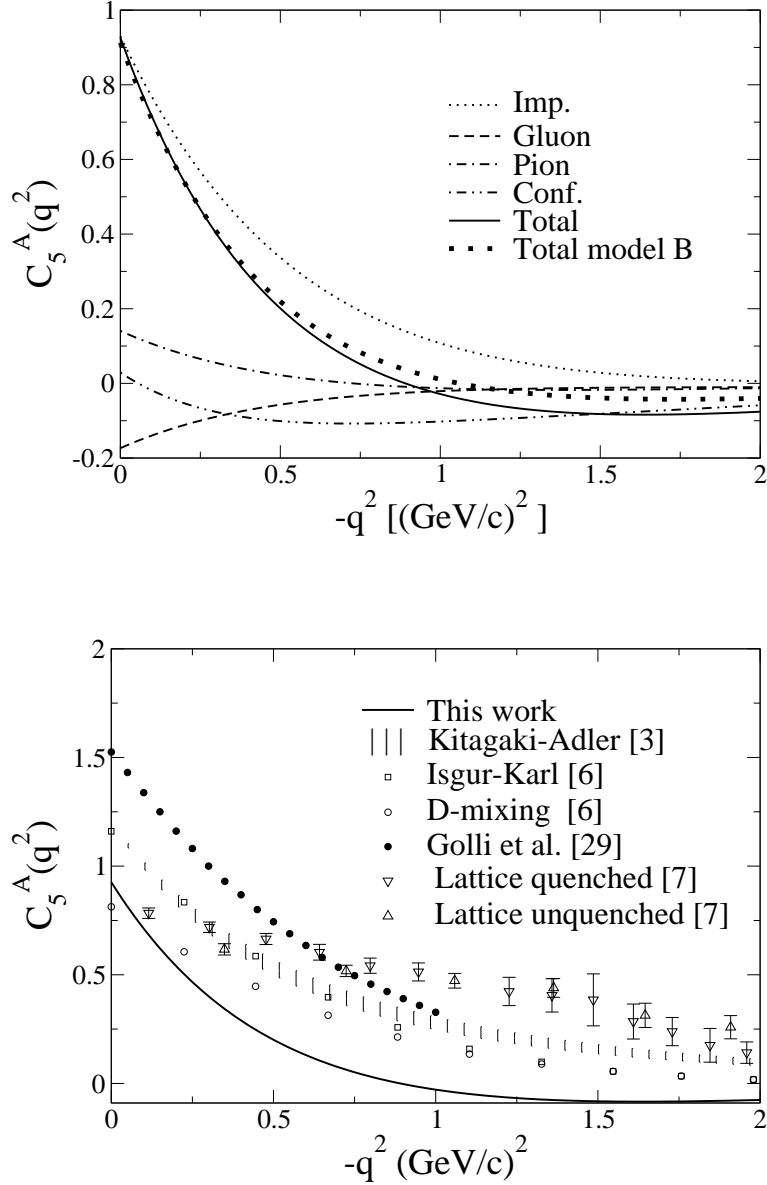 1
0.8
0.6
0.4
0.2
0
-0.2
C₅ᴬ(q²)
Imp.
Gluon
Pion
Conf.
Total
Total model B
0 0.5 1 1.5 2
-q² [(GeV/c)² ]
2
1.5
1
0.5
0
C₅ᴬ(q²)
This work
Kitagaki-Adler [3]
Isgur-Karl [6]
D-mixing [6]
Golli et al. [29]
Lattice quenched [7]
Lattice unquenched [7]
0 0.5 1 1.5 2
-q² (GeV/c)²